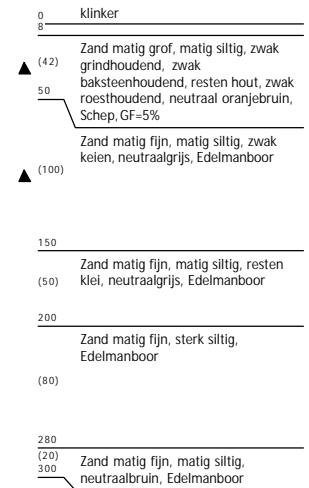 0 klinker
8
Zand matig grof, matig siltig, zwak
(42) grindhoudend, zwak
baksteenhoudend, resten hout, zwak
50 roesthoudend, neutraal oranjebruin,
Schep, GF=5%
Zand matig fijn, matig siltig, zwak
keien, neutraalgrijs, Edelmanboor
(100)
150
Zand matig fijn, matig siltig, resten
(50) klei, neutraalgrijs, Edelmanboor
200
Zand matig fijn, sterk siltig,
Edelmanboor
(80)
280
(20) Zand matig fijn, matig siltig,
300 neutraalbruin, Edelmanboor